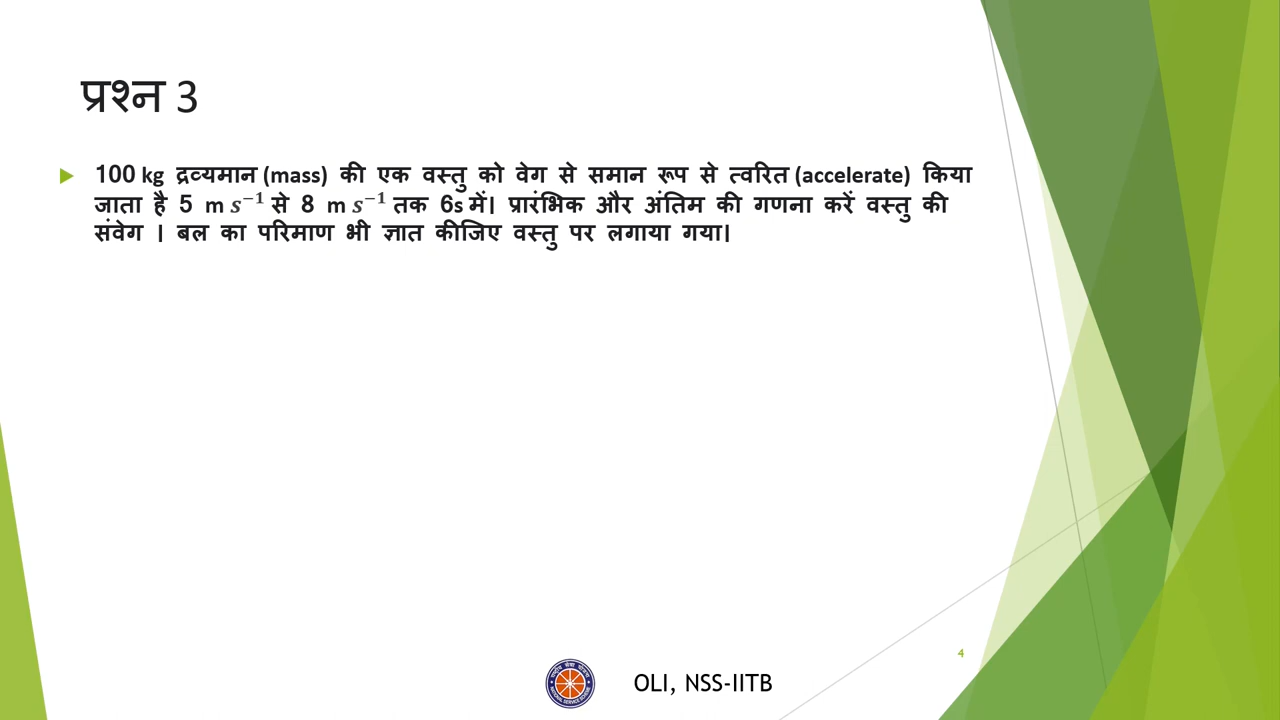 प्रश्न 3
100 kg द्रव्यमान (mass) की एक वस्तु को वेग से समान रूप से त्वरित (accelerate) किया
जाता है 5 m s⁻¹ से 8 m s⁻¹ तक 6s में। प्रारंभिक और अंतिम की गणना करें वस्तु की
संवेग । बल का परिमाण भी ज्ञात कीजिए वस्तु पर लगाया गया।
4
OLI, NSS-IITB